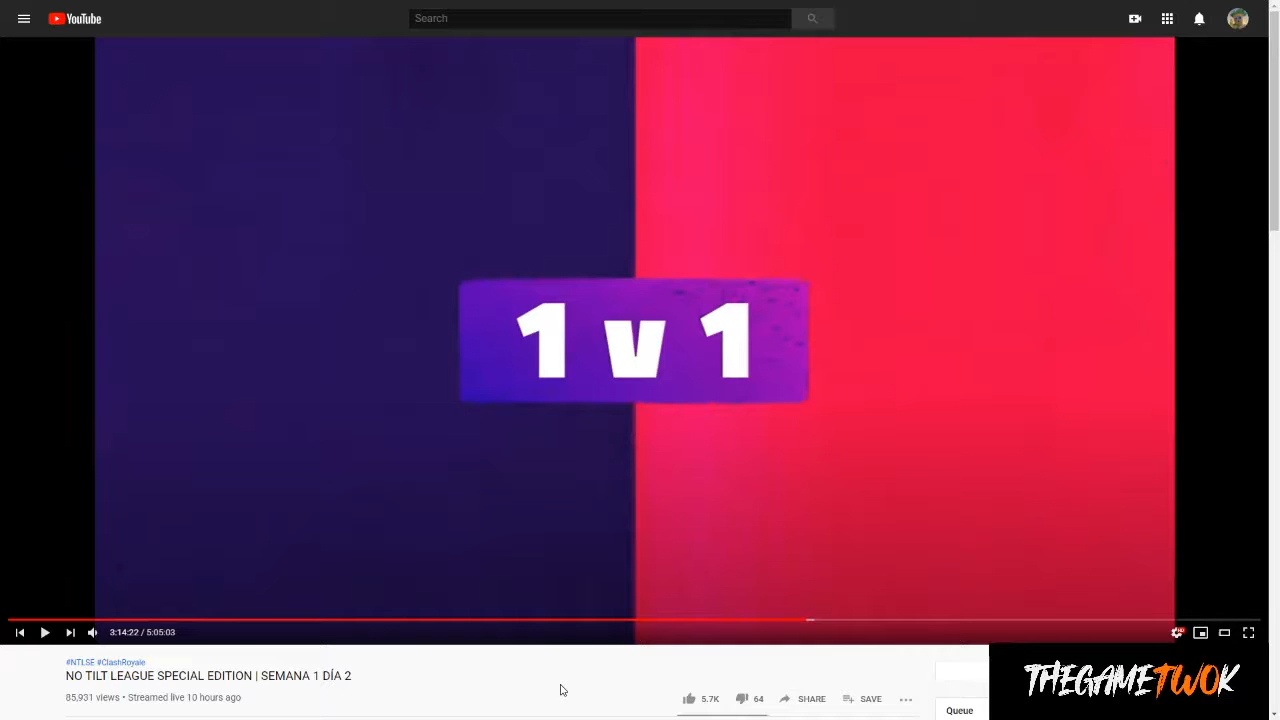 YouTube
Search
1 v 1
3:14:22 / 5:05:03
HD
#NTLSE #ClashRoyale
NO TILT LEAGUE SPECIAL EDITION | SEMANA 1 DÍA 2
85,931 views • Streamed live 10 hours ago
5.7K 64 SHARE SAVE
Queue
THEGAMETWOK